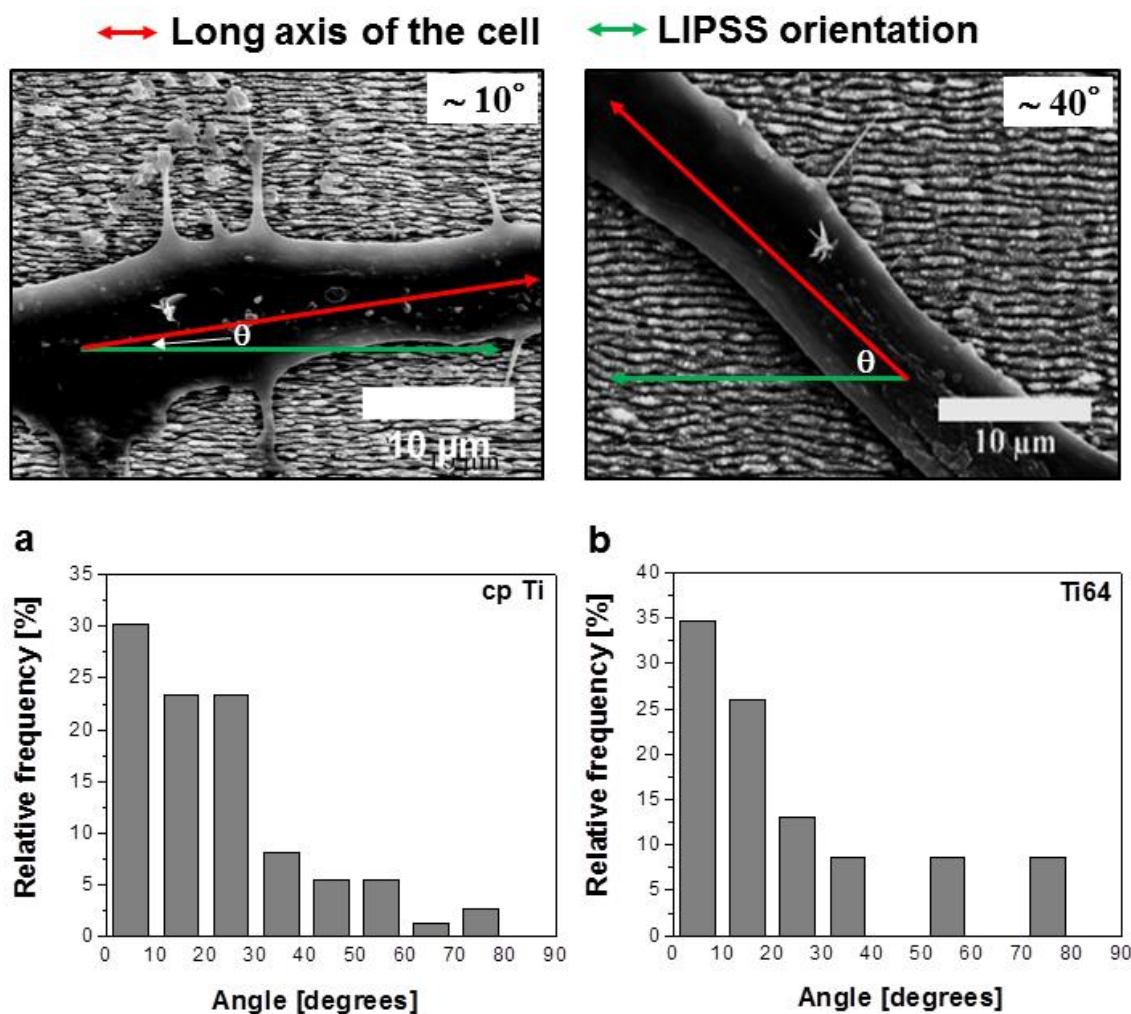 Long axis of the cell
LIPSS orientation
~ 10°
θ
10 µm
10 µm
~ 40°
θ
10 µm
a
cp Ti
Relative frequency [%]
35
30
25
20
15
10
5
0
0 10 20 30 40 50 60 70 80 90
Angle [degrees]
b
Ti64
Relative frequency [%]
40
35
30
25
20
15
10
5
0
0 10 20 30 40 50 60 70 80 90
Angle [degrees]